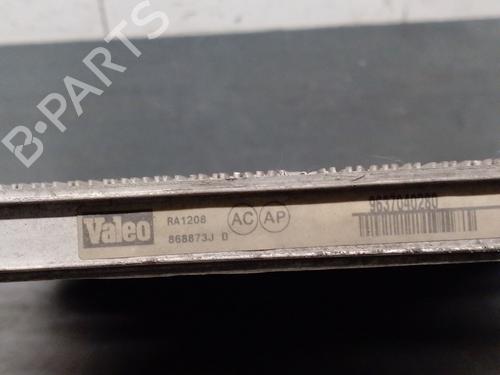 B-PARTS
Valeo
RA1208
868873J D
AC AP
9637040280